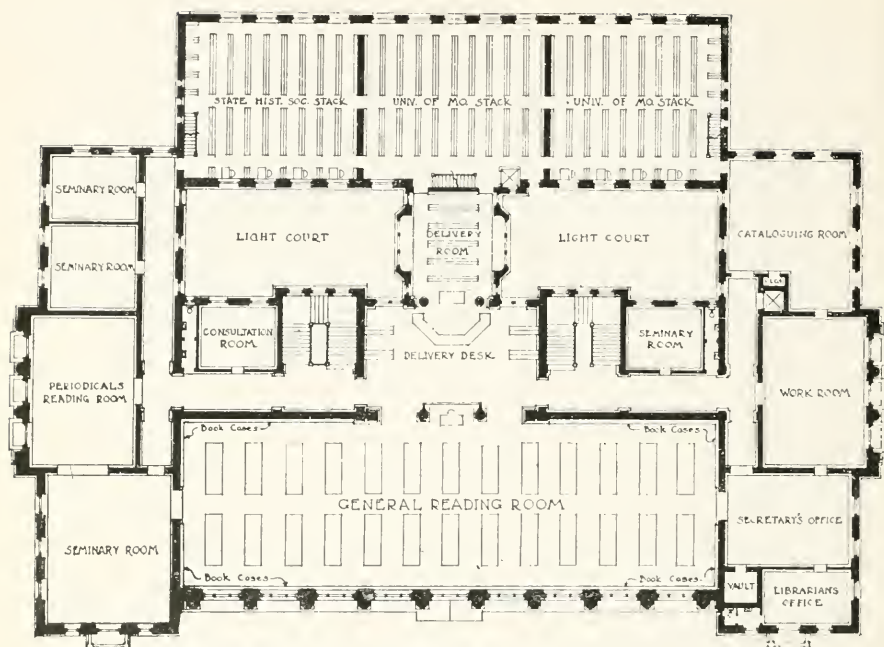 STATE HIST. SOC. STACK
UNIV. OF MO. STACK
UNIV. OF MO. STACK
SEMINARY ROOM
LIGHT COURT
DELIVERY
ROOM
LIGHT COURT
CATALOGUING ROOM
SEMINARY ROOM
CONSULTATION
ROOM
DELIVERY DESK
SEMINARY
ROOM
PERIODICALS
READING ROOM
WORK ROOM
Book Cases
Book Cases
GENERAL READING ROOM
SEMINARY ROOM
SECRETARY'S OFFICE
Book Cases
Book Cases
VAULT
LIBRARIANS
OFFICE